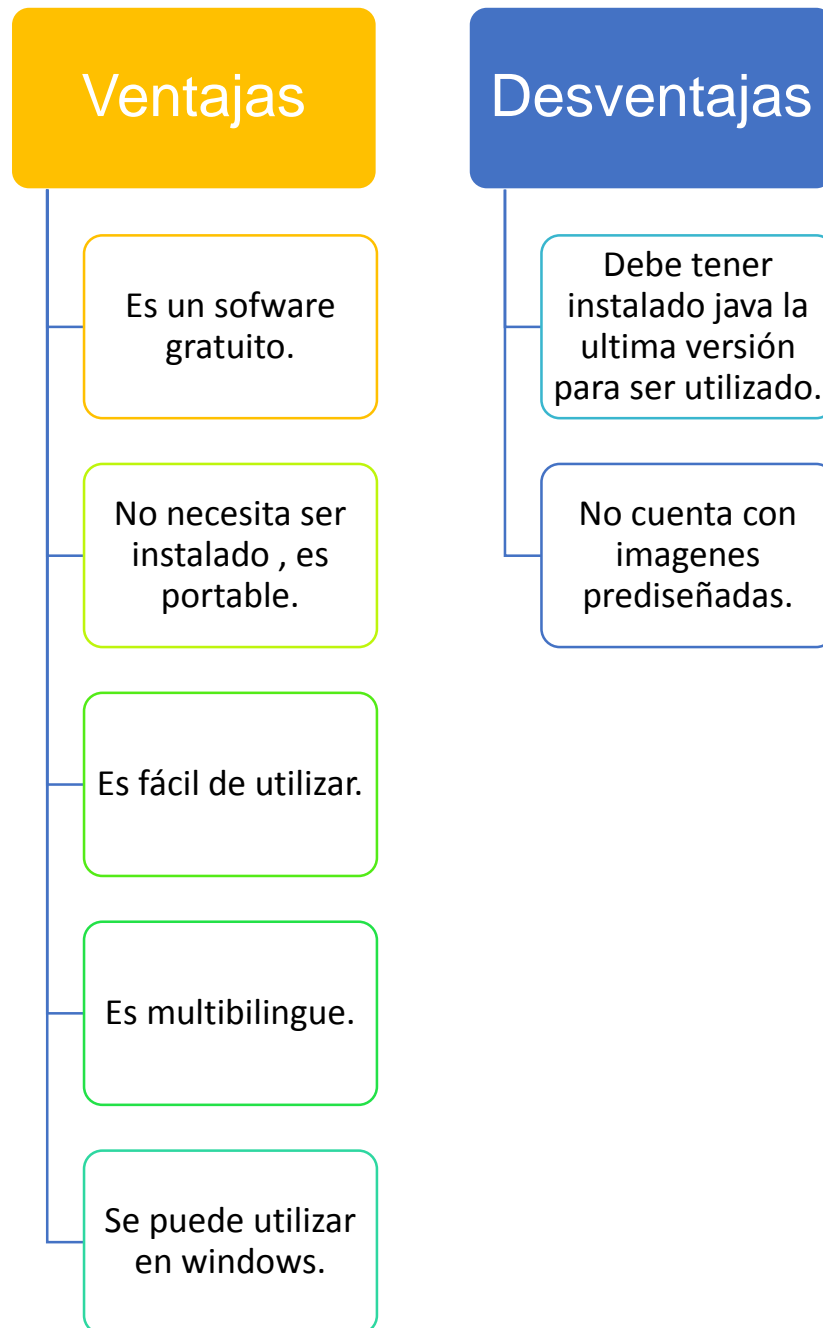 Ventajas
Es un sofware
gratuito.
No necesita ser
instalado , es
portable.
Es fácil de utilizar.
Es multibilingue.
Se puede utilizar
en windows.
Desventajas
Debe tener
instalado java la
ultima versión
para ser utilizado.
No cuenta con
imagenes
prediseñadas.